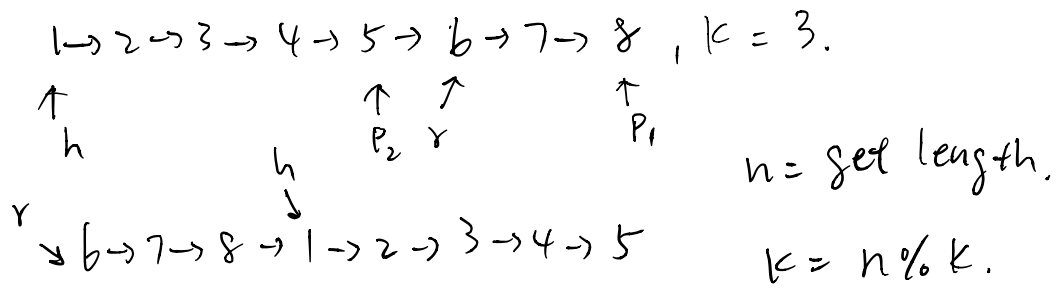 1→2→3→4→5→6→7→8, k = 3.
↑ ↑ ↗ ↑
h P₂ r P₁
n = get length.
h
r ↘
↘ 6→7→8→1→2→3→4→5
k = n % k.